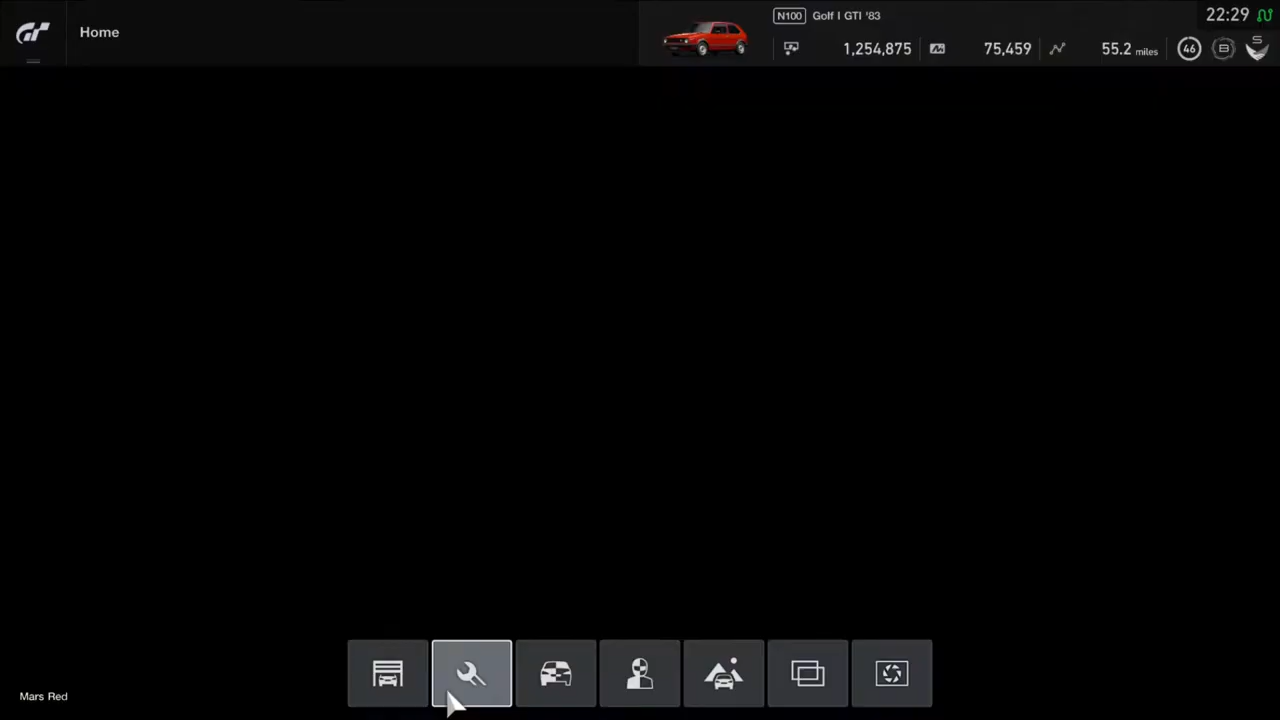 Home
N100 Golf I GTI '83
22:29
1,254,875
75,459
55.2 miles
46
B
S
Mars Red